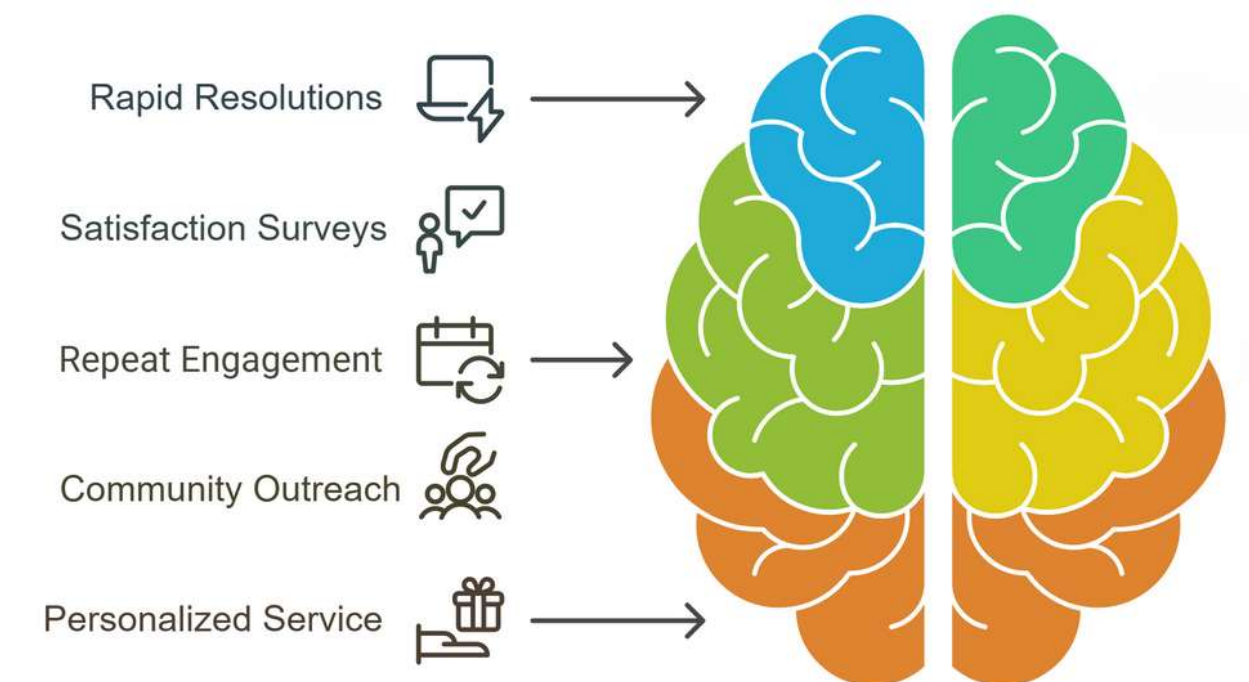 Rapid Resolutions
Satisfaction Surveys
Repeat Engagement
Community Outreach
Personalized Service